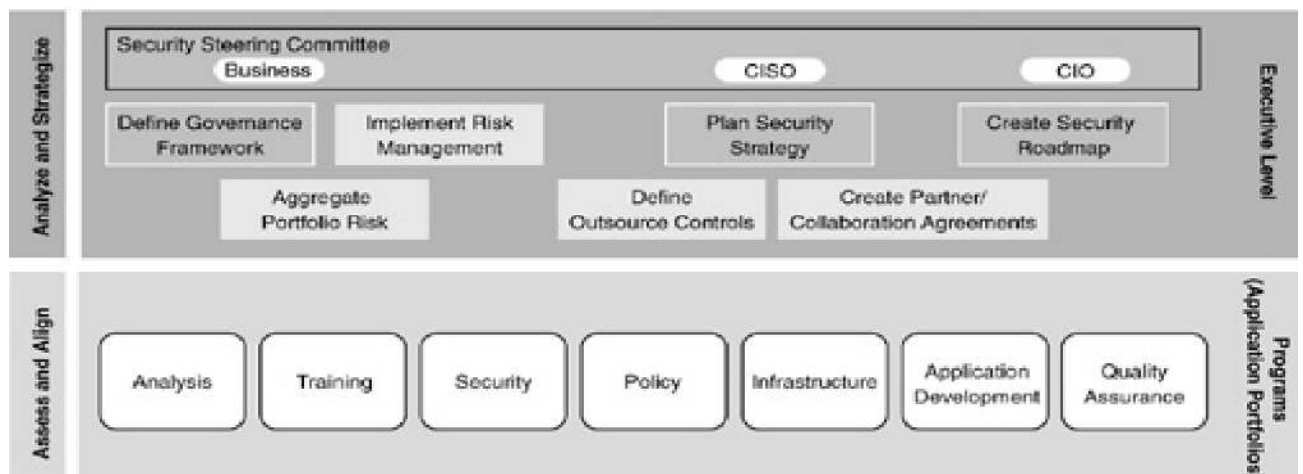 Analyze and Strategize
Security Steering Committee
Business
CISO
CIO
Define Governance
Framework
Implement Risk
Management
Plan Security
Strategy
Create Security
Roadmap
Aggregate
Portfolio Risk
Define
Outsource Controls
Create Partner/
Collaboration Agreements
Executive Level
Assess and Align
Analysis
Training
Security
Policy
Infrastructure
Application
Development
Quality
Assurance
Programs
(Application Portfolios